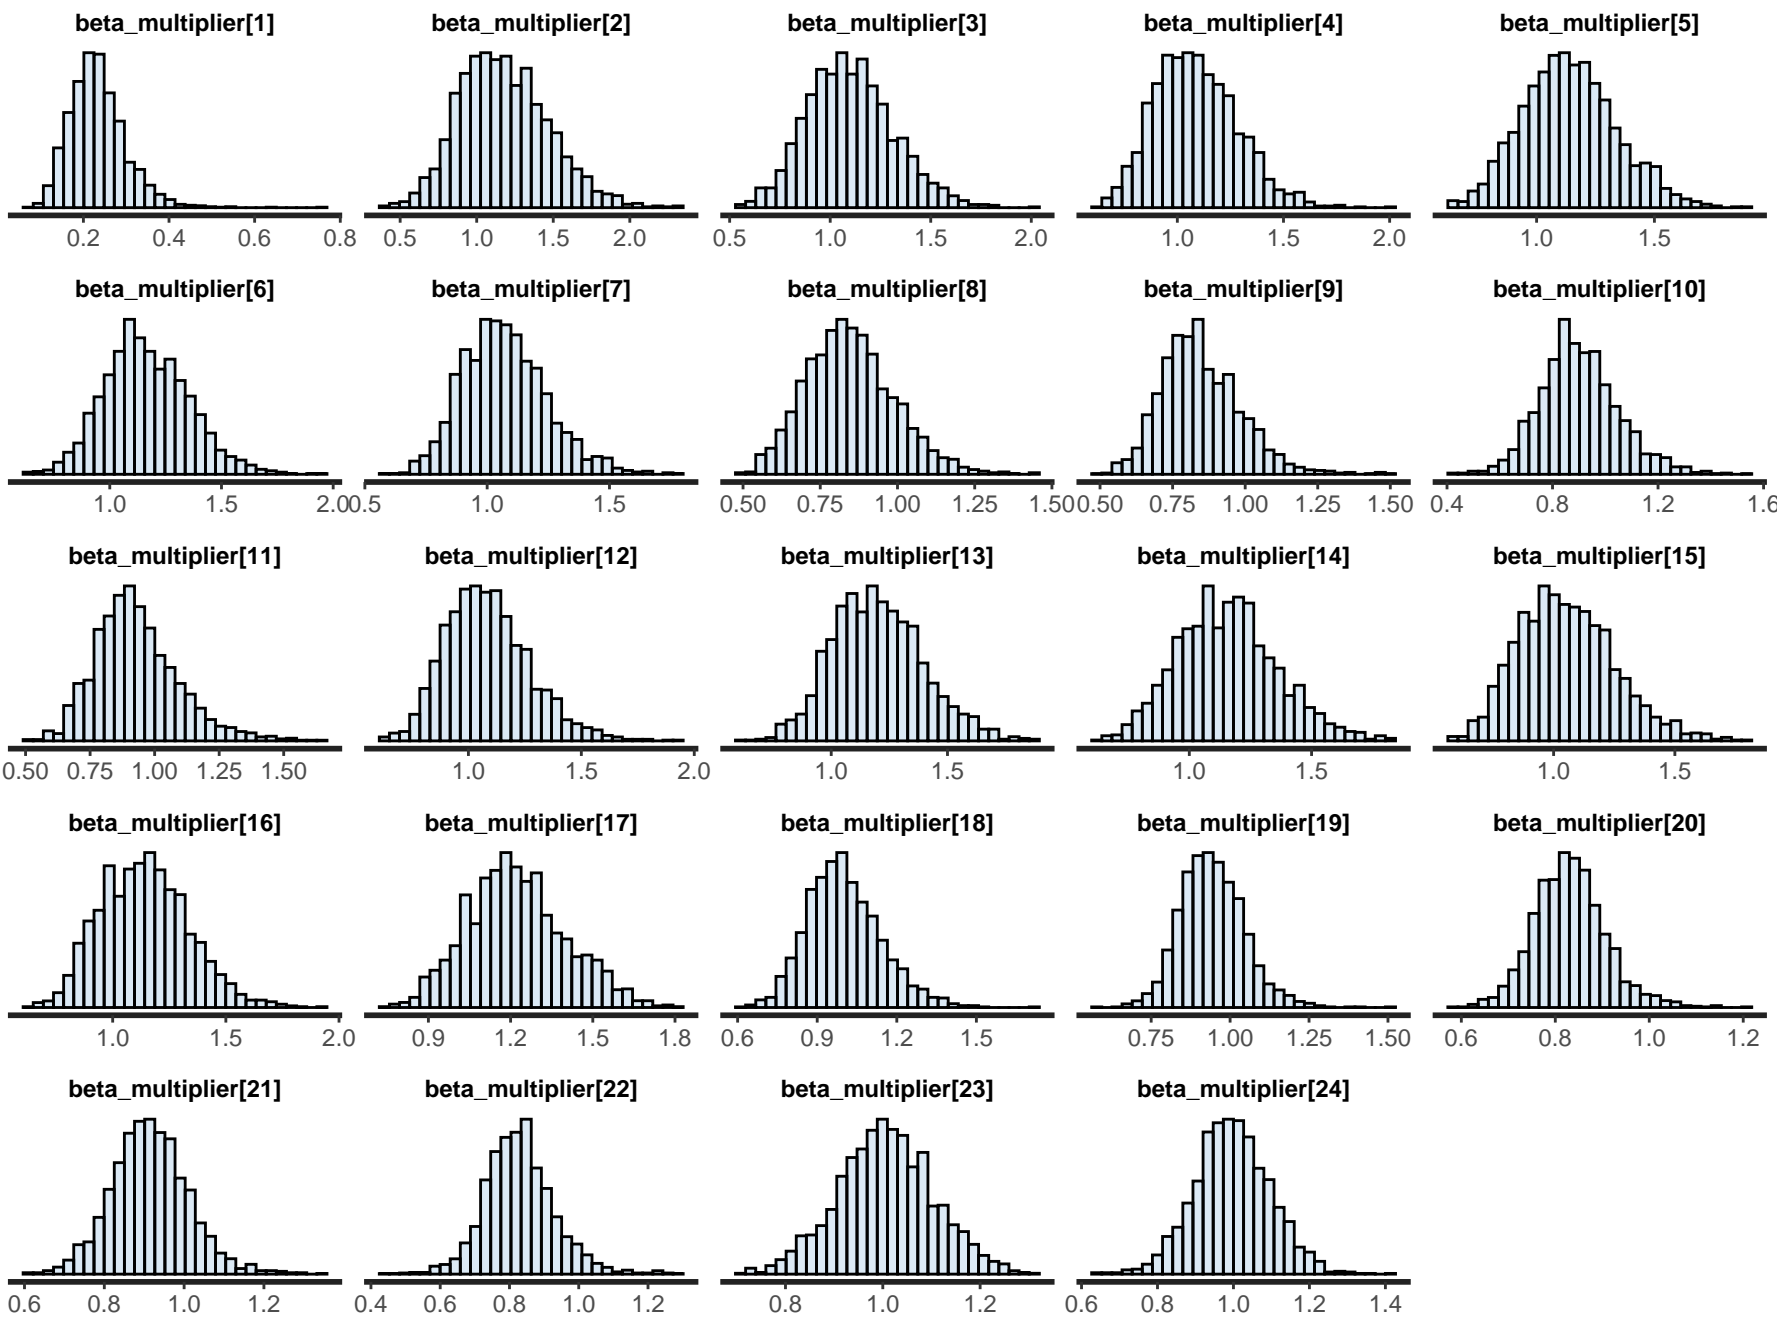 beta_multiplier[1] beta_multiplier[2] beta_multiplier[3] beta_multiplier[4] beta_multiplier[5]
0.2 0.4 0.6 0.8 0.5 1.0 1.5 2.0 0.5 1.0 1.5 2.0 1.0 1.5 2.0 1.0 1.5
beta_multiplier[6] beta_multiplier[7] beta_multiplier[8] beta_multiplier[9] beta_multiplier[10]
1.0 1.5 2.0 0.5 1.0 1.5 0.50 0.75 1.00 1.25 1.50 0.50 0.75 1.00 1.25 1.50 0.4 0.8 1.2 1.6
beta_multiplier[11] beta_multiplier[12] beta_multiplier[13] beta_multiplier[14] beta_multiplier[15]
0.50 0.75 1.00 1.25 1.50 1.0 1.5 2.0 1.0 1.5 1.0 1.5 1.0 1.5
beta_multiplier[16] beta_multiplier[17] beta_multiplier[18] beta_multiplier[19] beta_multiplier[20]
1.0 1.5 2.0 0.9 1.2 1.5 1.8 0.6 0.9 1.2 1.5 0.75 1.00 1.25 1.50 0.6 0.8 1.0 1.2
beta_multiplier[21] beta_multiplier[22] beta_multiplier[23] beta_multiplier[24]
0.6 0.8 1.0 1.2 0.4 0.6 0.8 1.0 1.2 0.8 1.0 1.2 0.6 0.8 1.0 1.2 1.4